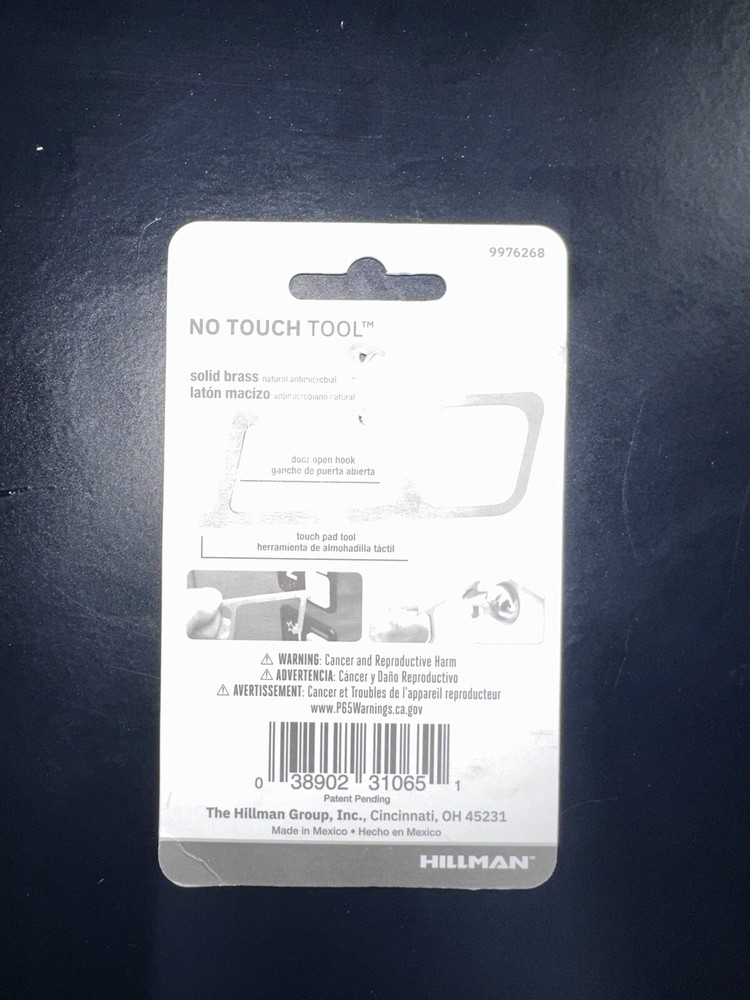 9976268
NO TOUCH TOOL™
solid brass natural antimicrobial
latón macizo antimicrobiano natural
door open hook
gancho de puerta abierta
touch pad tool
herramienta de almohadilla táctil
⚠ WARNING: Cancer and Reproductive Harm
⚠ ADVERTENCIA: Cáncer y Daño Reproductivo
⚠ AVERTISSEMENT: Cancer et Troubles de l'appareil reproducteur
www.P65Warnings.ca.gov
0 38902 31065 1
Patent Pending
The Hillman Group, Inc., Cincinnati, OH 45231
Made in Mexico • Hecho en Mexico
HILLMAN™